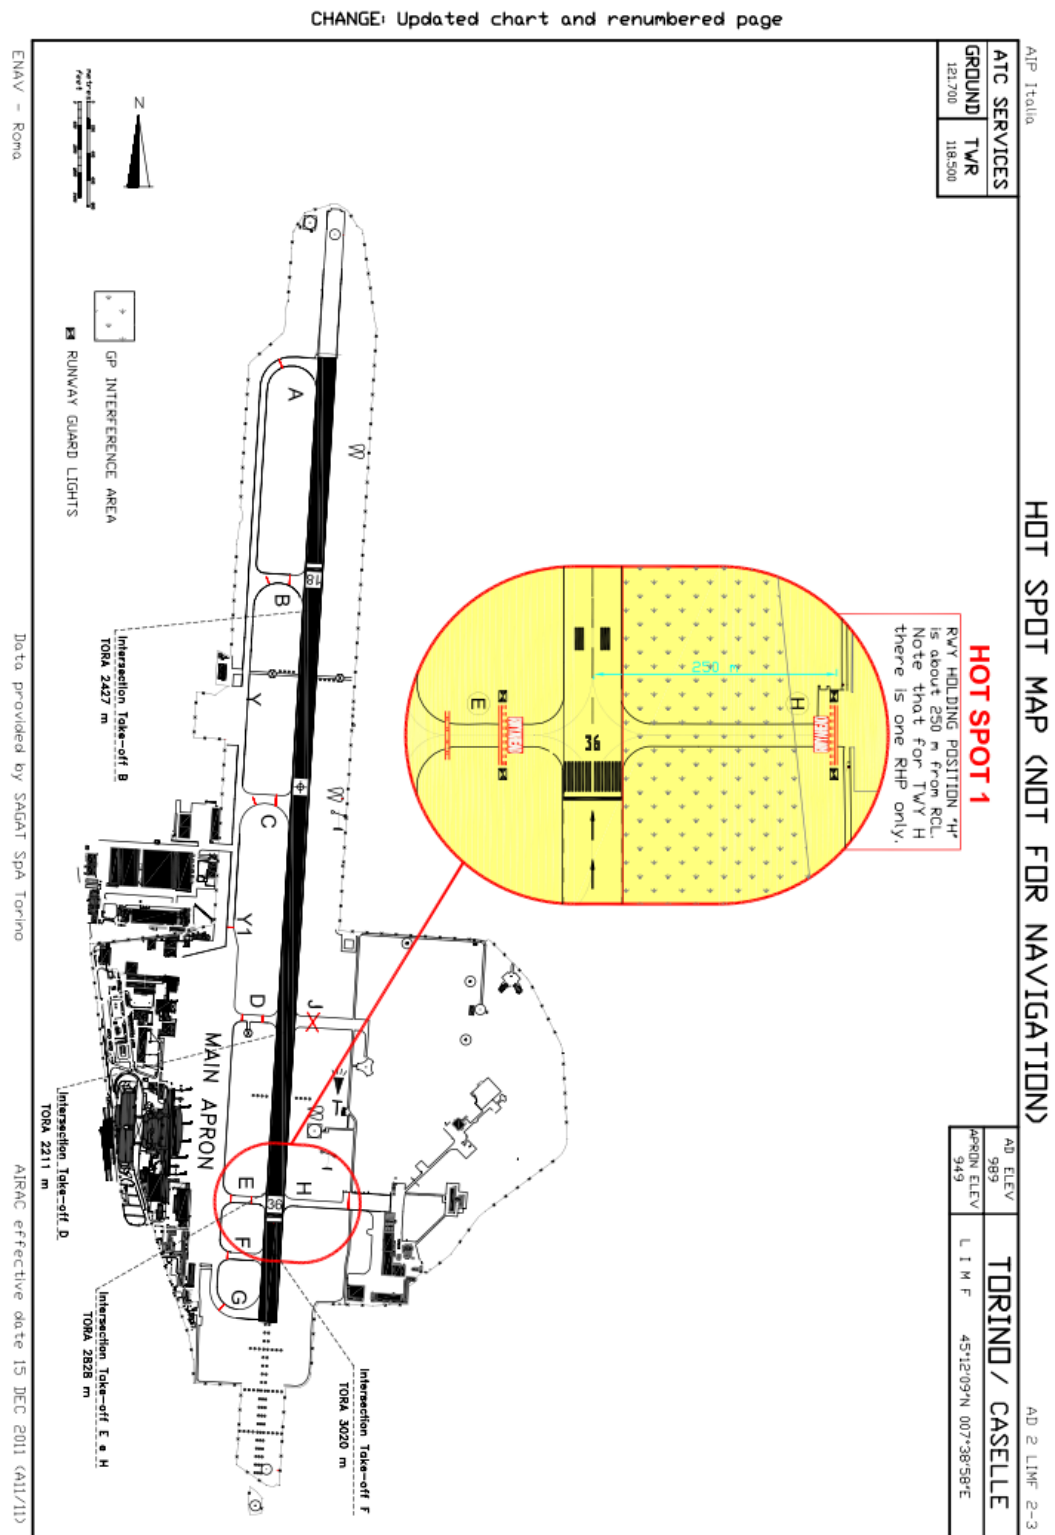 CHANGE: Updated chart and renumbered page
AIP Italia
AD 2 LIMF 2-3
HOT SPOT MAP (NOT FOR NAVIGATION)
ATC SERVICES
GROUND
121.700
TWR
118.500
AD ELEV
989
APRON ELEV
949
TORINO / CASELLE
L I M F
45°12'09"N 007°38'58"E
HOT SPOT 1
RWY HOLDING POSITION "H"
is about 250 m from RCL.
Note that for TWY H
there is one RHP only.
250 m
H
E
36
N
metres
feet
GP INTERFERENCE AREA
RUNWAY GUARD LIGHTS
A
18
B
Y
C
Y1
D
J
T
MAIN APRON
E
H
36
F
G
Intersection Take-off B
TORA 2427 m
Intersection Take-off D
TORA 2211 m
Intersection Take-off E e H
TORA 2828 m
Intersection Take-off F
TORA 3020 m
ENAV - Roma
Data provided by SAGAT SpA Torino
AIRAC effective date 15 DEC 2011 (A11/11)